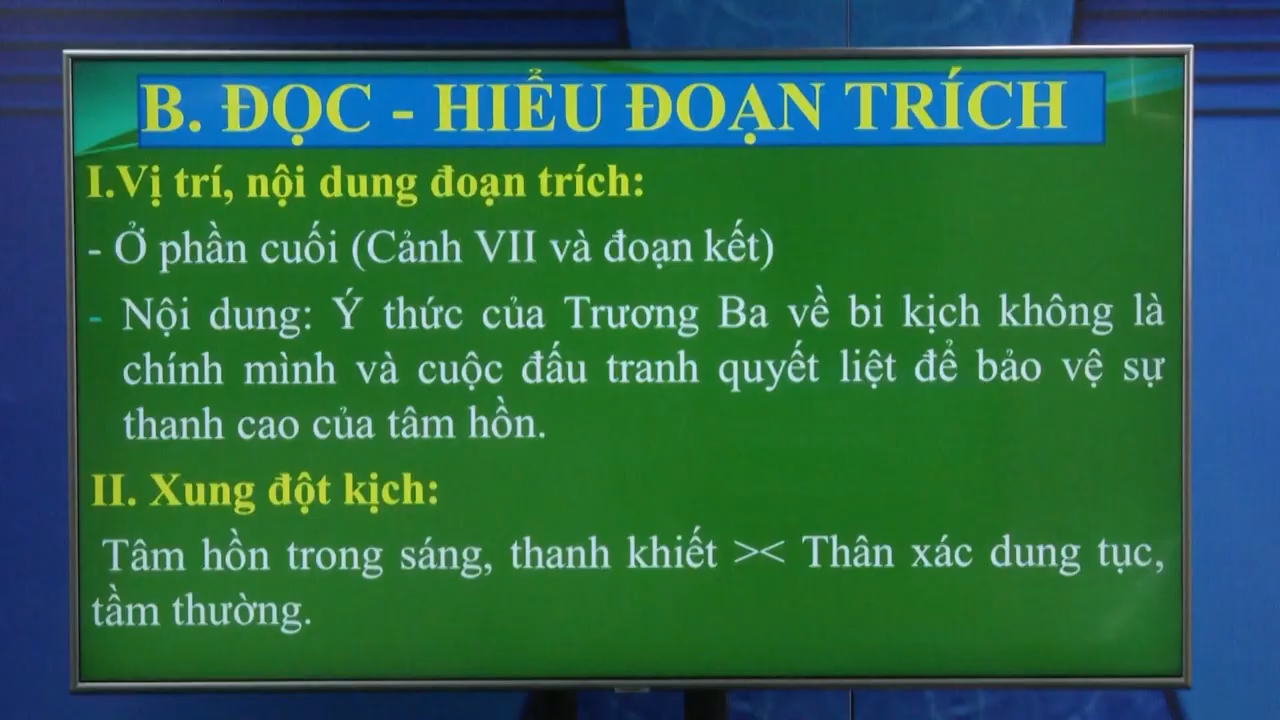 B. ĐỌC - HIỂU ĐOẠN TRÍCH
I.Vị trí, nội dung đoạn trích:
- Ở phần cuối (Cảnh VII và đoạn kết)
- Nội dung: Ý thức của Trương Ba về bi kịch không là
chính mình và cuộc đấu tranh quyết liệt để bảo vệ sự
thanh cao của tâm hồn.
II. Xung đột kịch:
Tâm hồn trong sáng, thanh khiết >< Thân xác dung tục,
tầm thường.